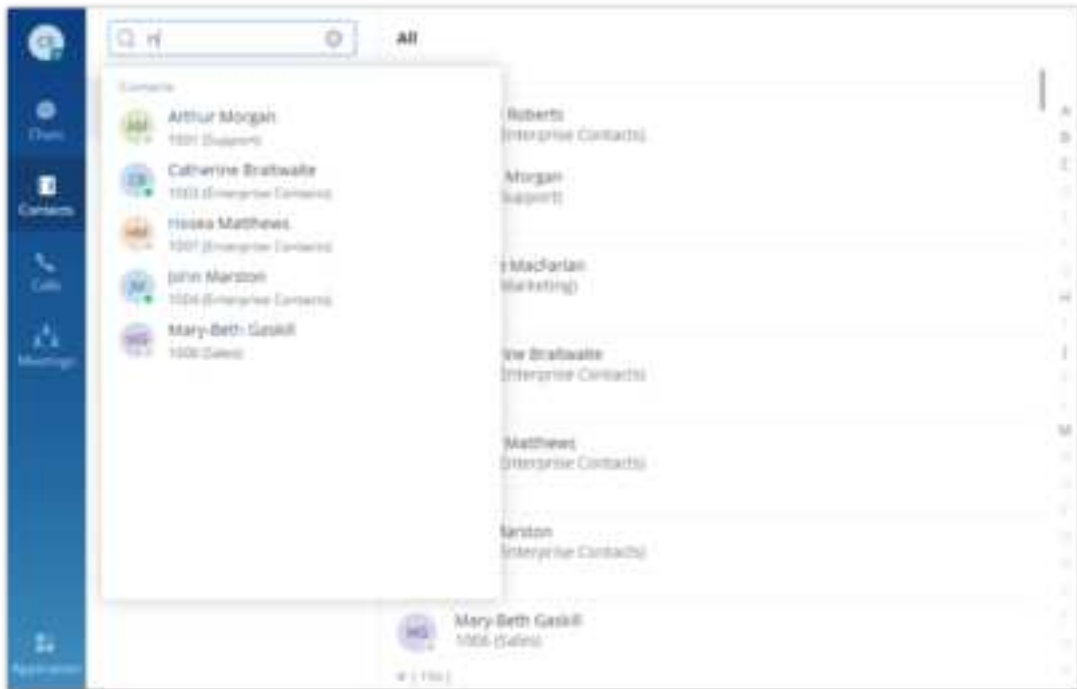 CB
All
Chats
Contacts
Calls
Meetings
Contacts
AM
Arthur Morgan
1001 (Support)
CB
Catherine Braitwaite
1003 (Enterprise Contacts)
HM
Hosea Matthews
1007 (Enterprise Contacts)
John Marston
1004 (Enterprise Contacts)
MG
Mary-Beth Gaskill
1006 (Sales)
Roberts
Enterprise Contacts)
Morgan
Support)
MacFarlan
Marketing)
ine Braitwaite
Enterprise Contacts)
Matthews
Enterprise Contacts)
Marston
Enterprise Contacts)
MG
Mary-Beth Gaskill
1006 (Sales)
A
B
C
H
J
M